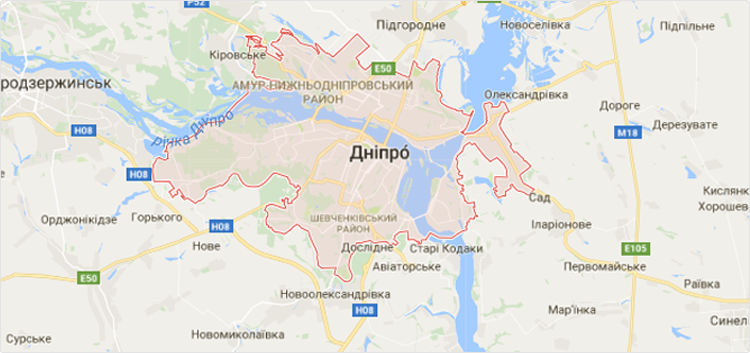 P52
Підгородне
Новоселівка
Підпільне
Кіровське
E50
родзержинськ
АМУР-НИЖНЬОДНІПРОВСЬКИЙ
РАЙОН
Олександрівка
Дороге
річка Дніпро
H08
M18
Дерезувате
Дніпро́
H08
Сад
Кислянк
Хорошев
Орджонікідзе
Горького
ШЕВЧЕНКІВСЬКИЙ
РАЙОН
H08
Іларіонове
Нове
Дослідне
Старі Кодаки
E105
E50
Авіаторське
Первомайське
Раївка
Новоолександрівка
H08
Мар'їнка
Синел
Сурське
Новомиколаївка